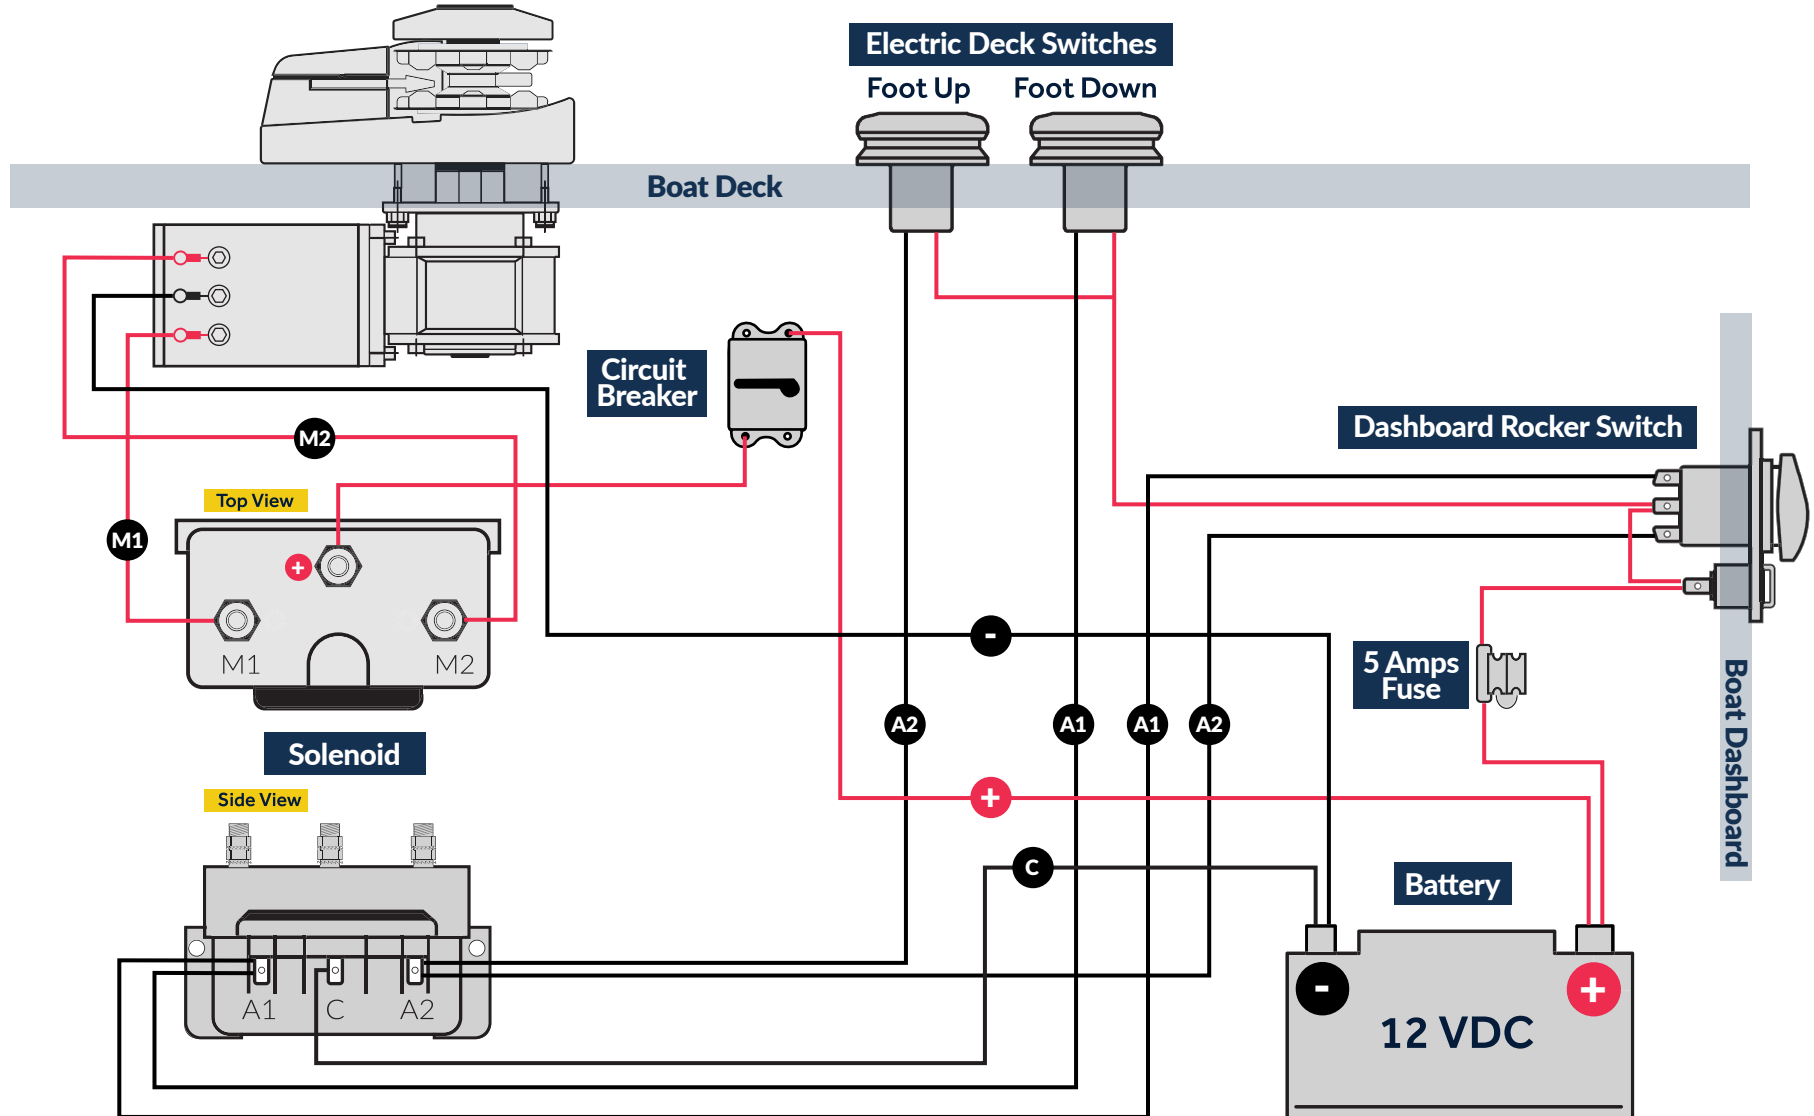 Electric Deck Switches
Foot Up
Foot Down
Boat Deck
Circuit
Breaker
Dashboard Rocker Switch
M2
Top View
M1
+
M1
M2
-
5 Amps
Fuse
Boat Dashboard
A2
A1
A1
A2
Solenoid
Side View
+
C
Battery
A1
C
A2
-
+
12 VDC